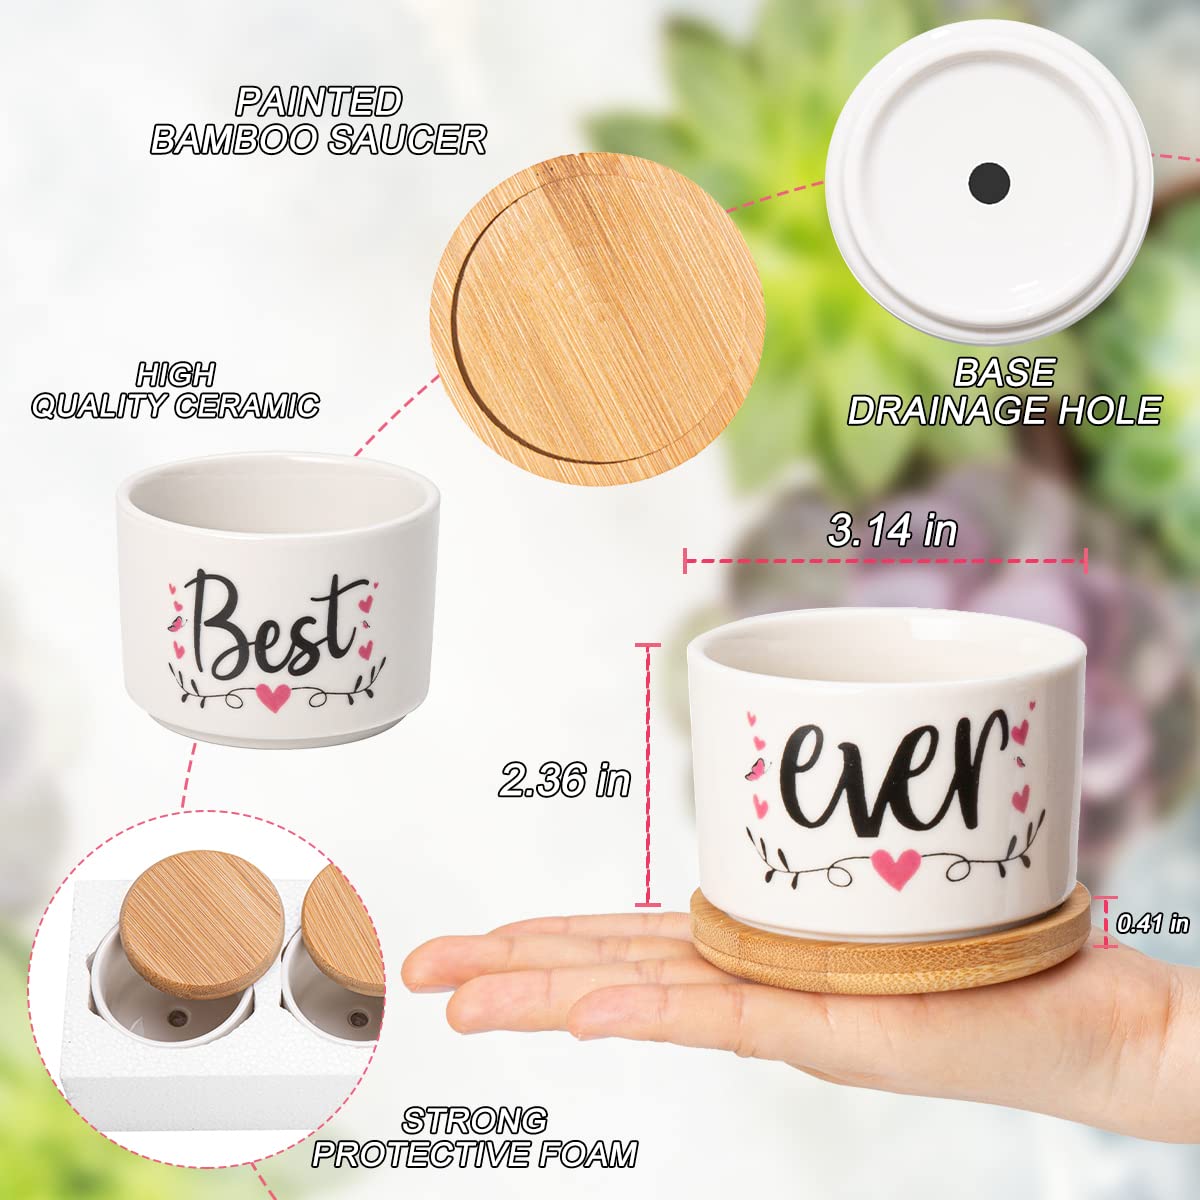 PAINTED
BAMBOO SAUCER
HIGH
QUALITY CERAMIC
BASE
DRAINAGE HOLE
3.14 in
Best
2.36 in
ever
0.41 in
STRONG
PROTECTIVE FOAM